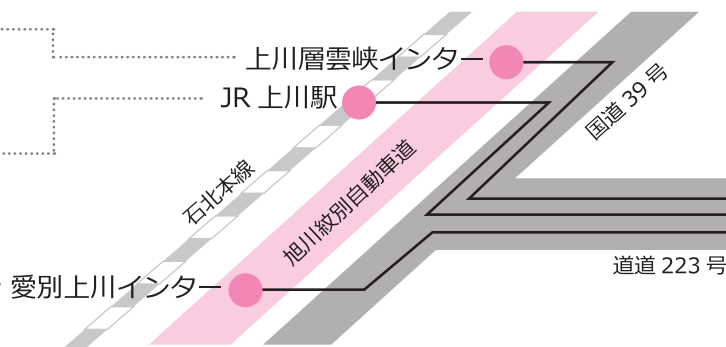 上川層雲峡インター
JR 上川駅
国道 39 号
石北本線
旭川紋別自動車道
愛別上川インター
道道 223 号